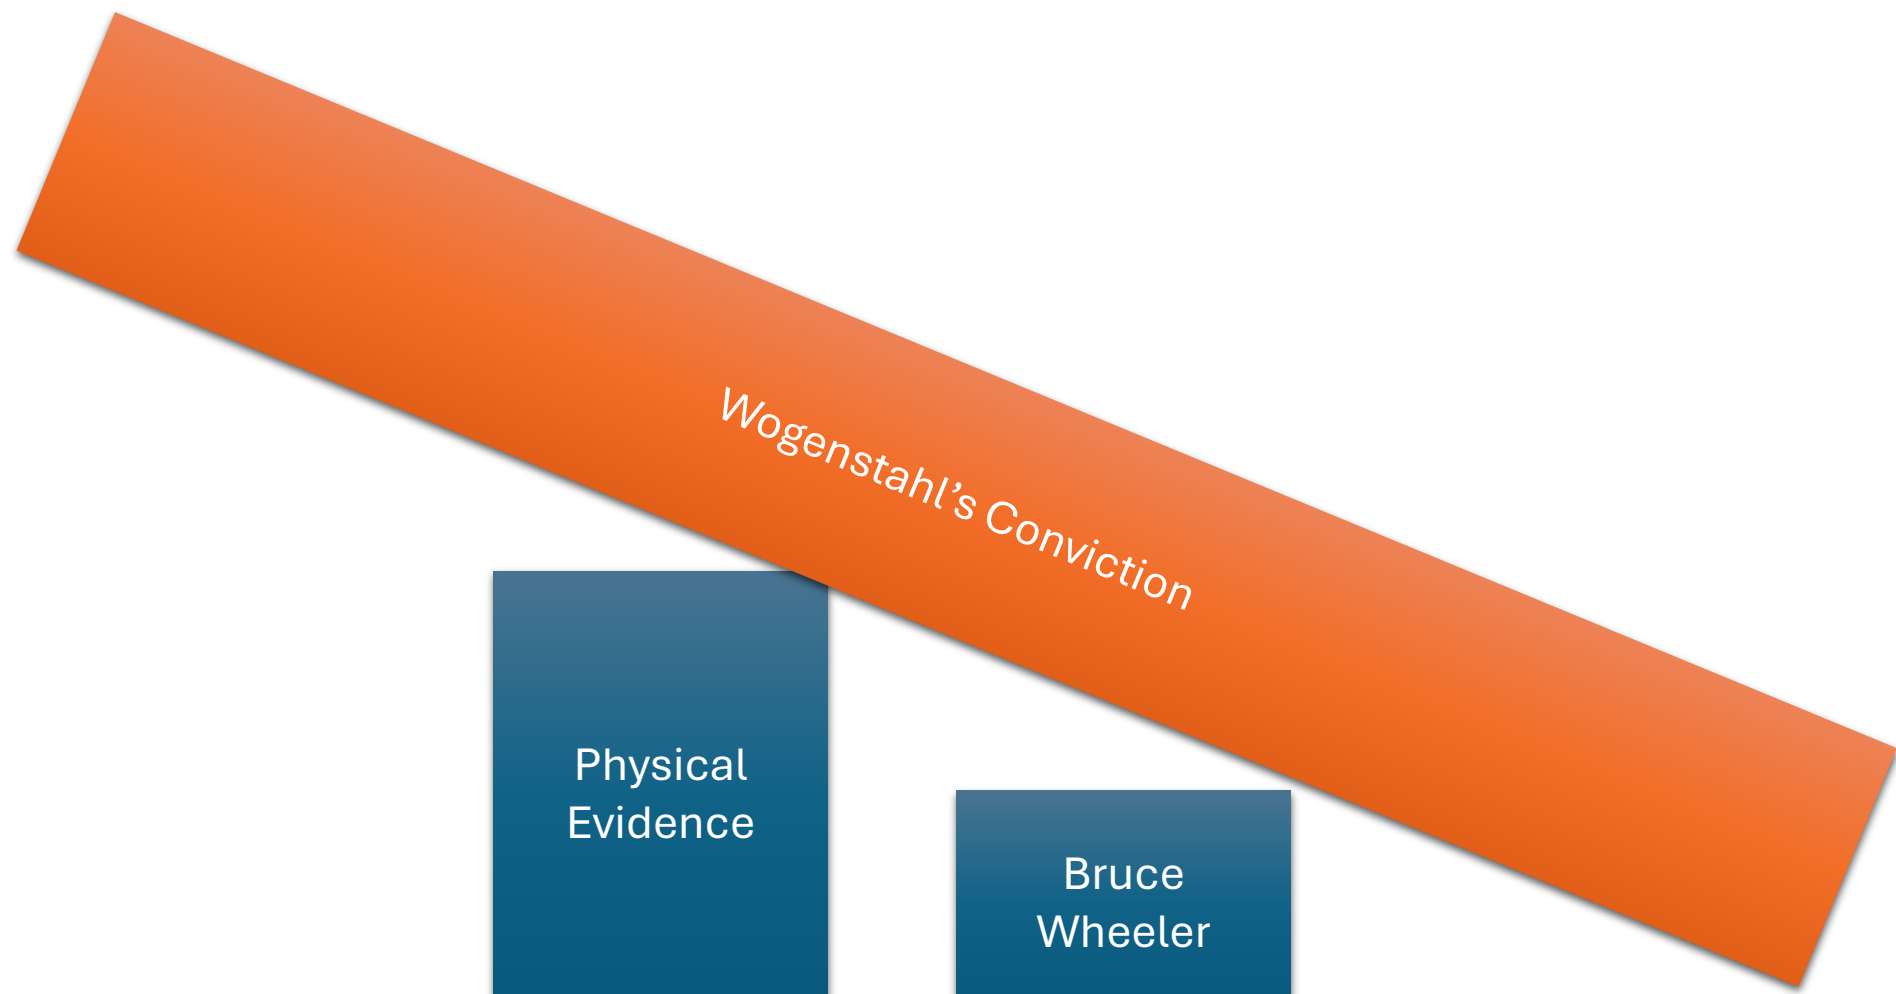 Wogenstahl’s Conviction
Physical
Evidence
Bruce
Wheeler